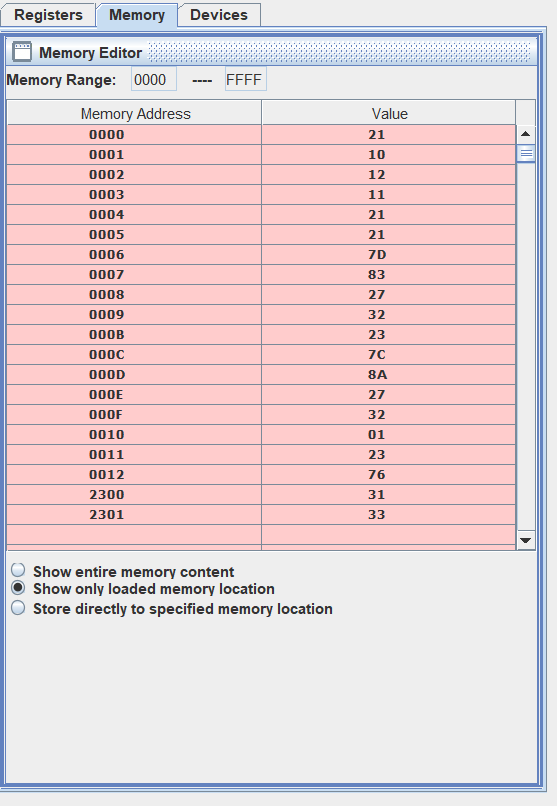 Registers Memory Devices
Memory Editor
Memory Range: 0000 ---- FFFF
Memory Address Value
0000 21
0001 10
0002 12
0003 11
0004 21
0005 21
0006 7D
0007 83
0008 27
0009 32
000B 23
000C 7C
000D 8A
000E 27
000F 32
0010 01
0011 23
0012 76
2300 31
2301 33
Show entire memory content
Show only loaded memory location
Store directly to specified memory location